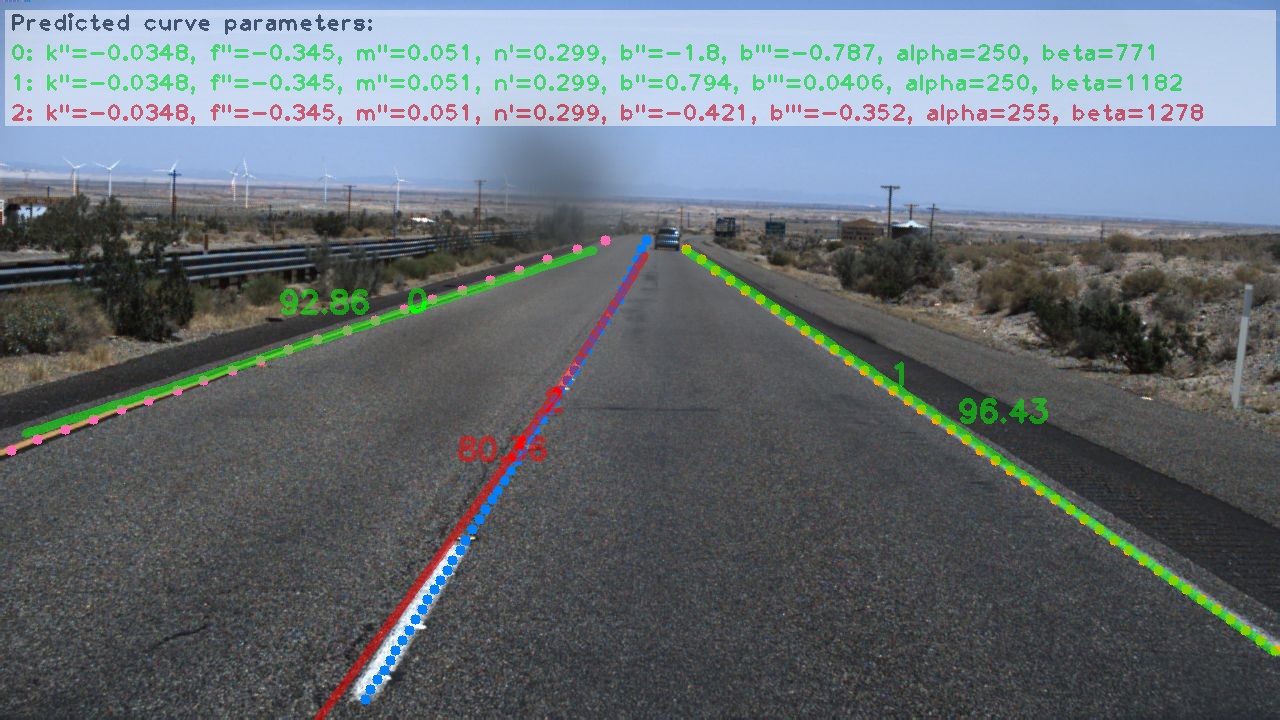 Predicted curve parameters:
0: k''=-0.0348, f''=-0.345, m''=0.051, n'=0.299, b''=-1.8, b'''=-0.787, alpha=250, beta=771
1: k''=-0.0348, f''=-0.345, m''=0.051, n'=0.299, b''=0.794, b'''=0.0406, alpha=250, beta=1182
2: k''=-0.0348, f''=-0.345, m''=0.051, n'=0.299, b''=-0.421, b'''=-0.352, alpha=255, beta=1278
92.86 0
1
96.43
2
80.36